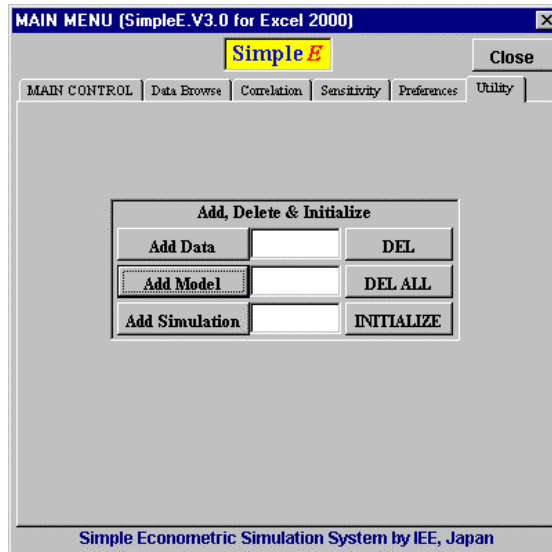 MAIN MENU (SimpleE.V3.0 for Excel 2000)
Simple E
Close
MAIN CONTROL Data Browse Correlation Sensitivity Preferences Utility
Add, Delete & Initialize
Add Data DEL
Add Model DEL ALL
Add Simulation INITIALIZE
Simple Econometric Simulation System by IEE, Japan